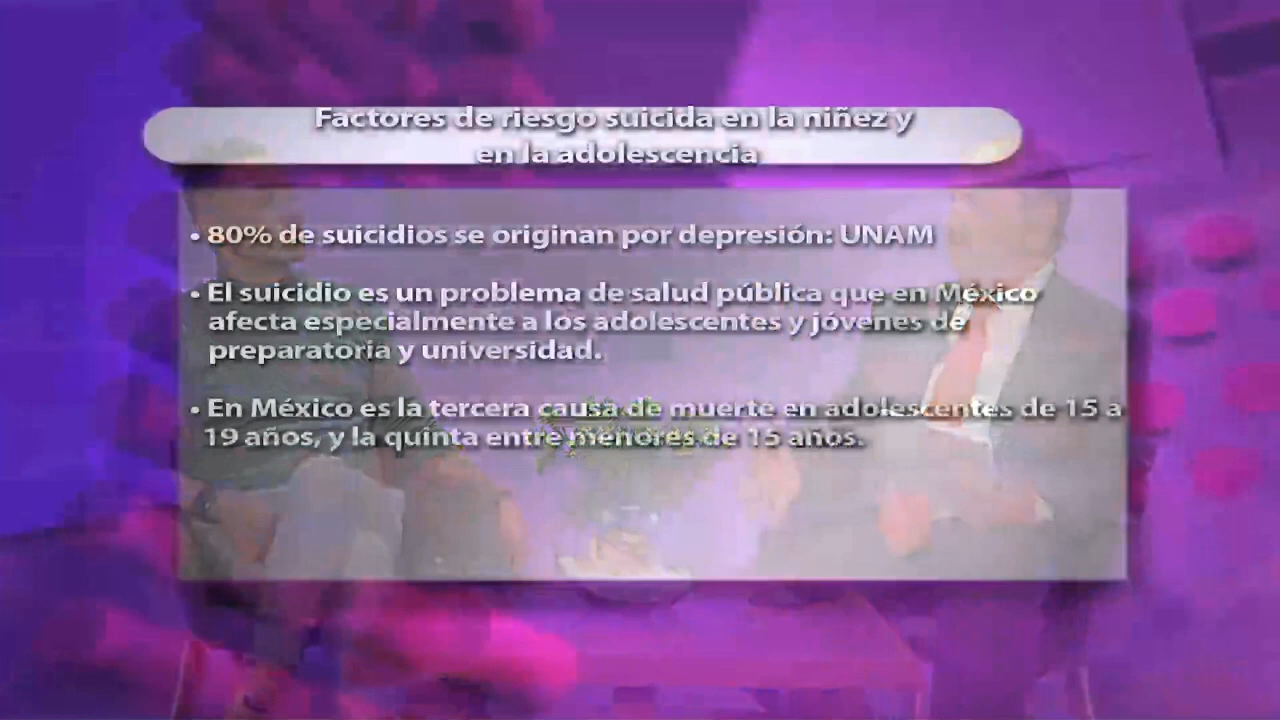 Factores de riesgo suicida en la niñez y
en la adolescencia
• 80% de suicidios se originan por depresión: UNAM
• El suicidio es un problema de salud pública que en México
afecta especialmente a los adolescentes y jóvenes de
preparatoria y universidad.
• En México es la tercera causa de muerte en adolescentes de 15 a
19 años, y la quinta entre menores de 15 años.